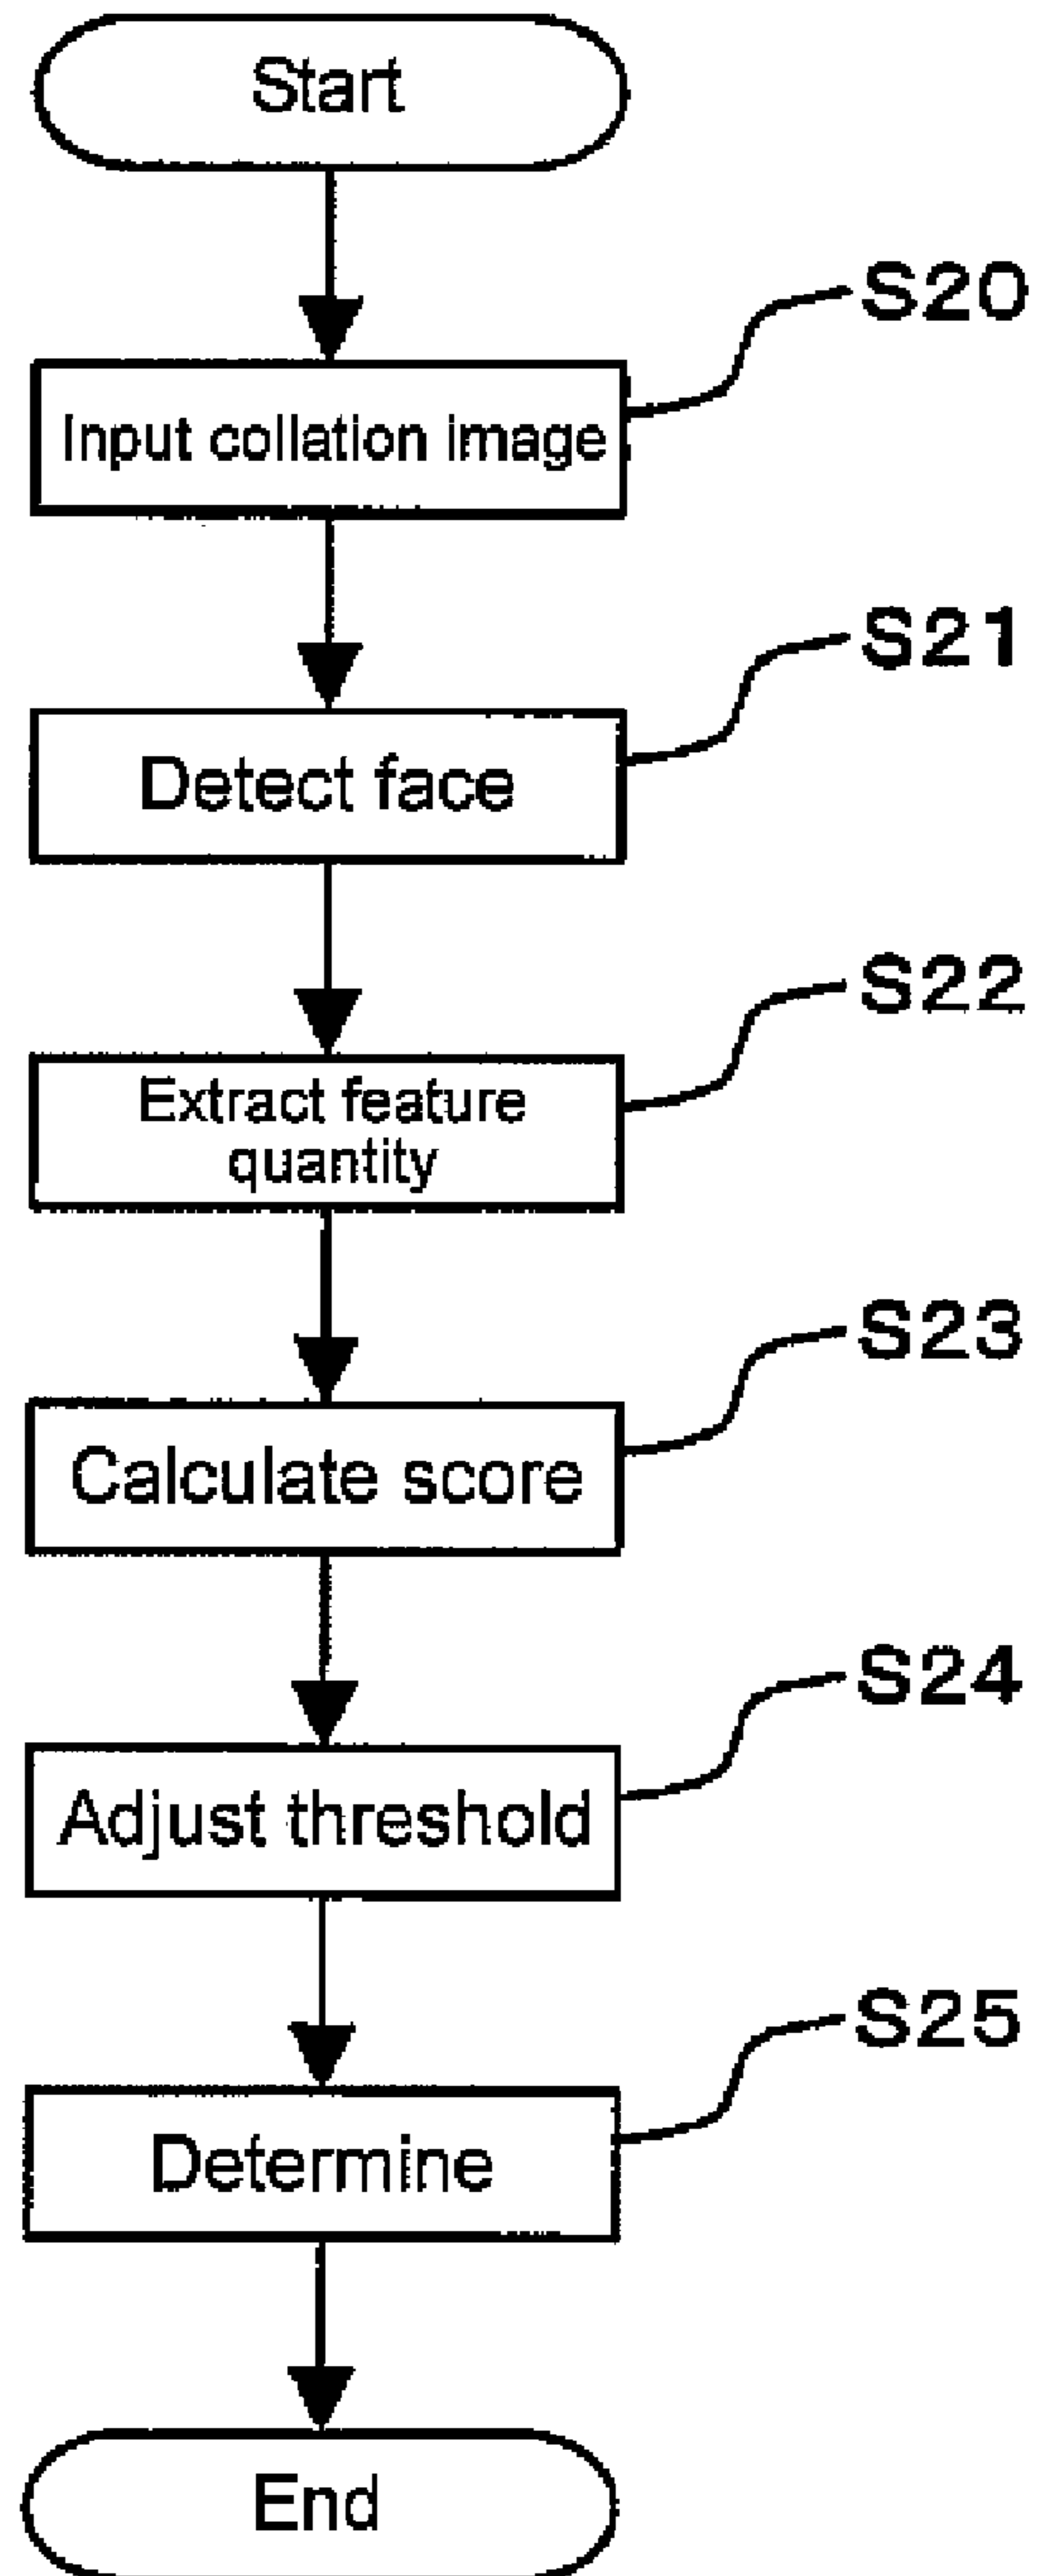 Start
S20
Input collation image
S21
Detect face
S22
Extract feature
quantity
S23
Calculate score
S24
Adjust threshold
S25
Determine
End